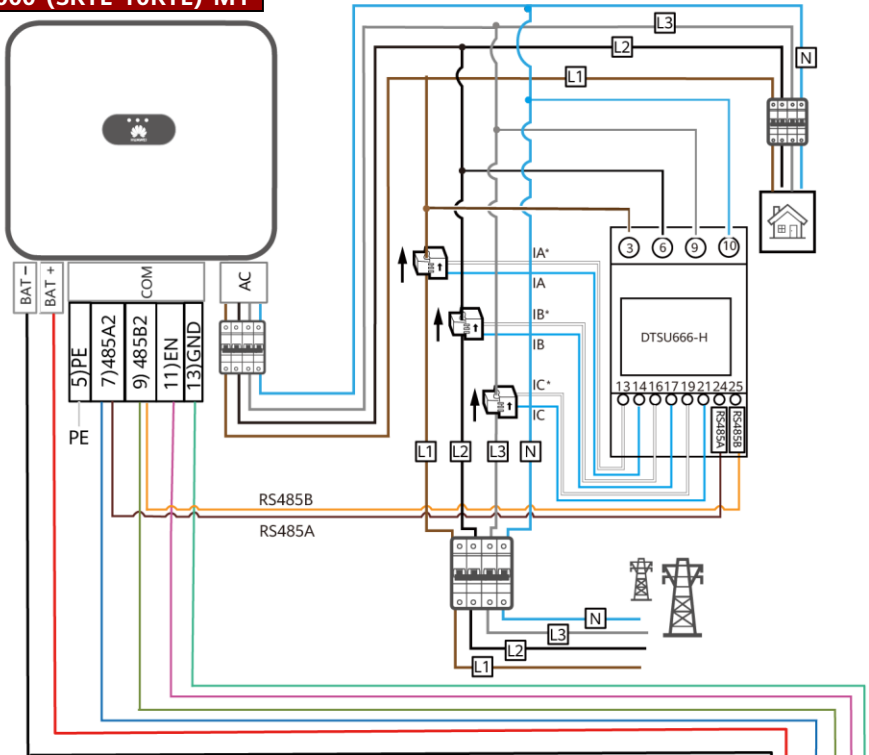 L3
L2
N
L1
BAT −
BAT +
COM
AC
5)PE
7)485A2
9) 485B2
11)EN
13)GND
PE
3
6
9
10
IA*
IA
IB*
IB
IC*
IC
DTSU666-H
13 14 16 17 19 21 24 25
RS485A
RS485B
L1
L2
L3
N
RS485B
RS485A
N
L3
L2
L1